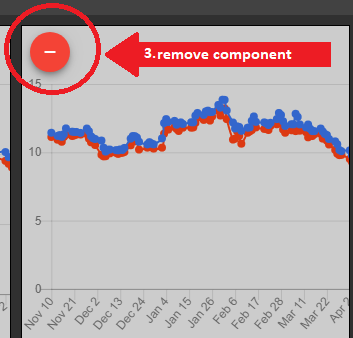 3.remove component
15
10
5
0
Nov 10
Nov 21
Dec 2
Dec 13
Dec 24
Jan 4
Jan 15
Jan 26
Feb 6
Feb 17
Feb 28
Mar 11
Mar 22
Apr 2
2